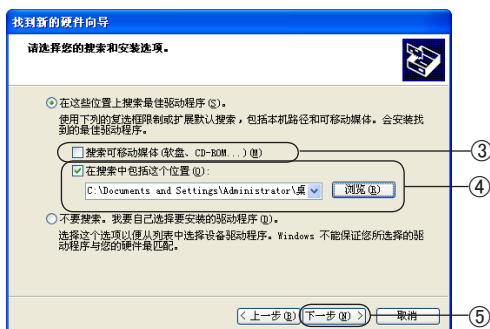 找到新的硬件向导
请选择您的搜索和安装选项。
在这些位置上搜索最佳驱动程序(S)。
使用下列的复选框限制或扩展默认搜索，包括本机路径和可移动媒体。会安装找
到的最佳驱动程序。
搜索可移动媒体(软盘、CD-ROM...)(M)
③
在搜索中包括这个位置(O):
④
C:\Documents and Settings\Administrator\桌
浏览(R)
不要搜索。我要自己选择要安装的驱动程序(D)。
选择这个选项以便从列表中选择设备驱动程序。Windows 不能保证您所选择的驱
动程序与您的硬件最匹配。
<上一步(B) 下一步(N)> 取消
⑤